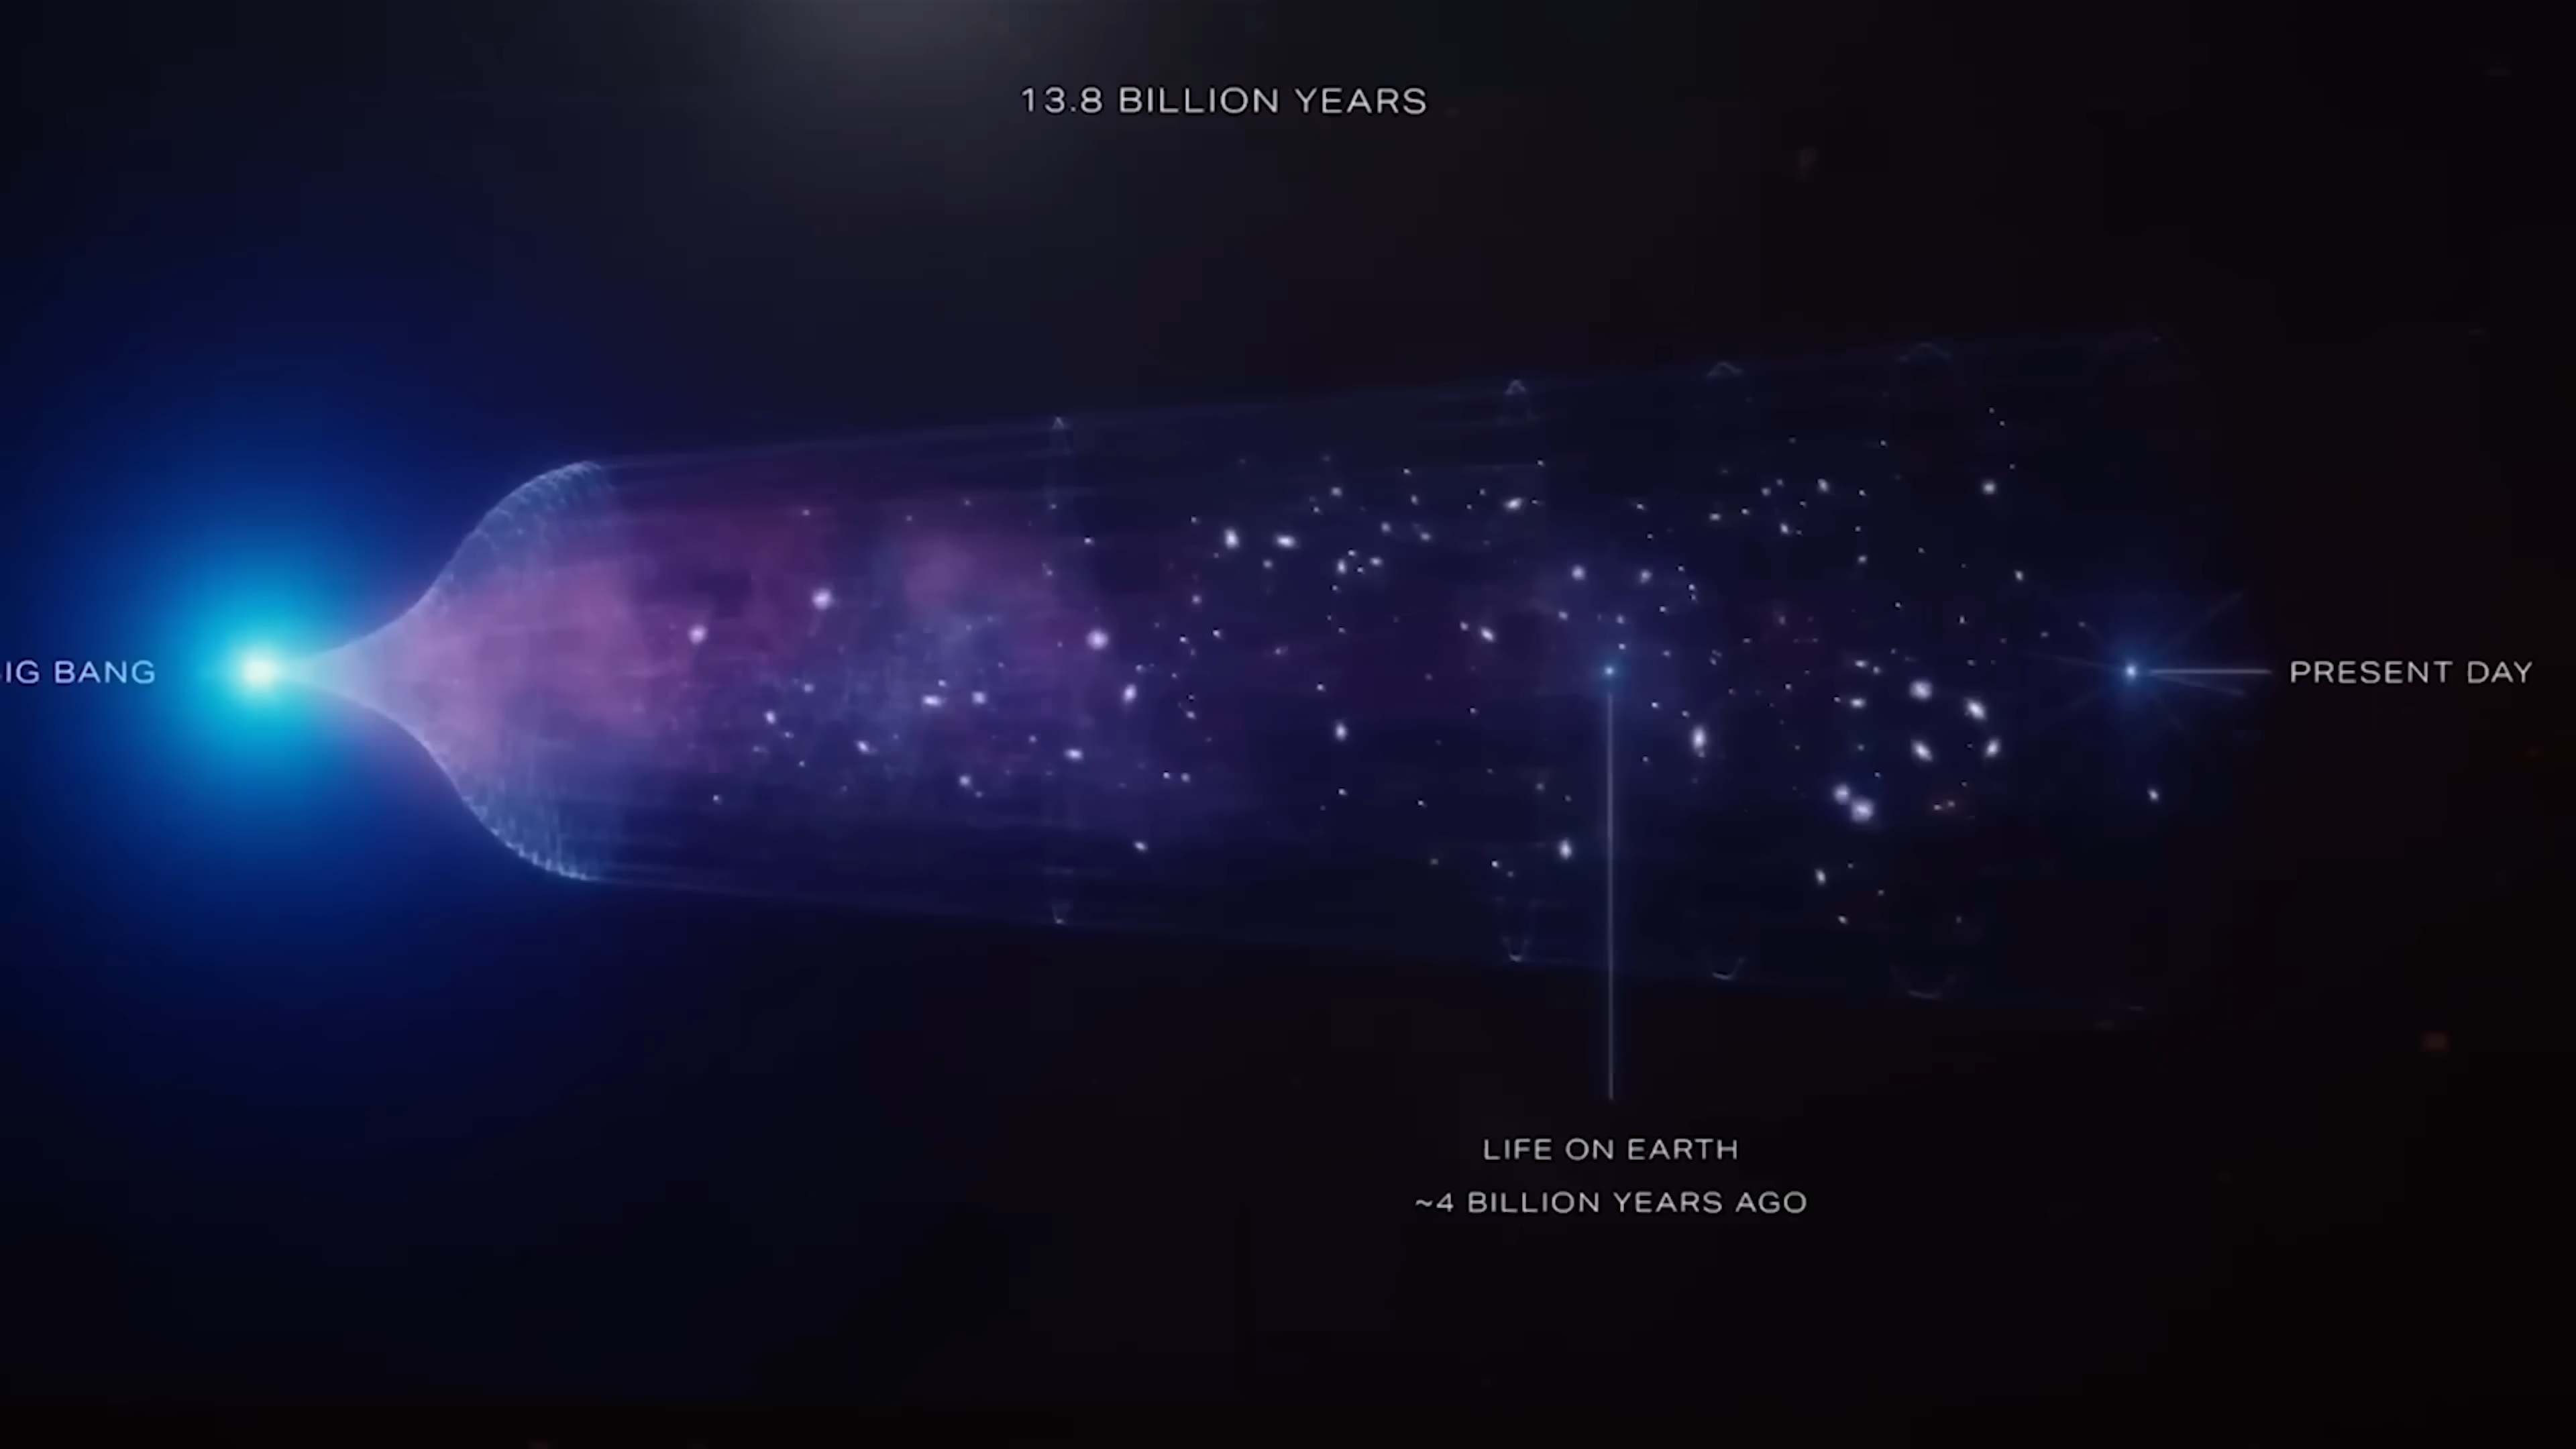 13.8 BILLION YEARS
IG BANG
PRESENT DAY
LIFE ON EARTH
~4 BILLION YEARS AGO